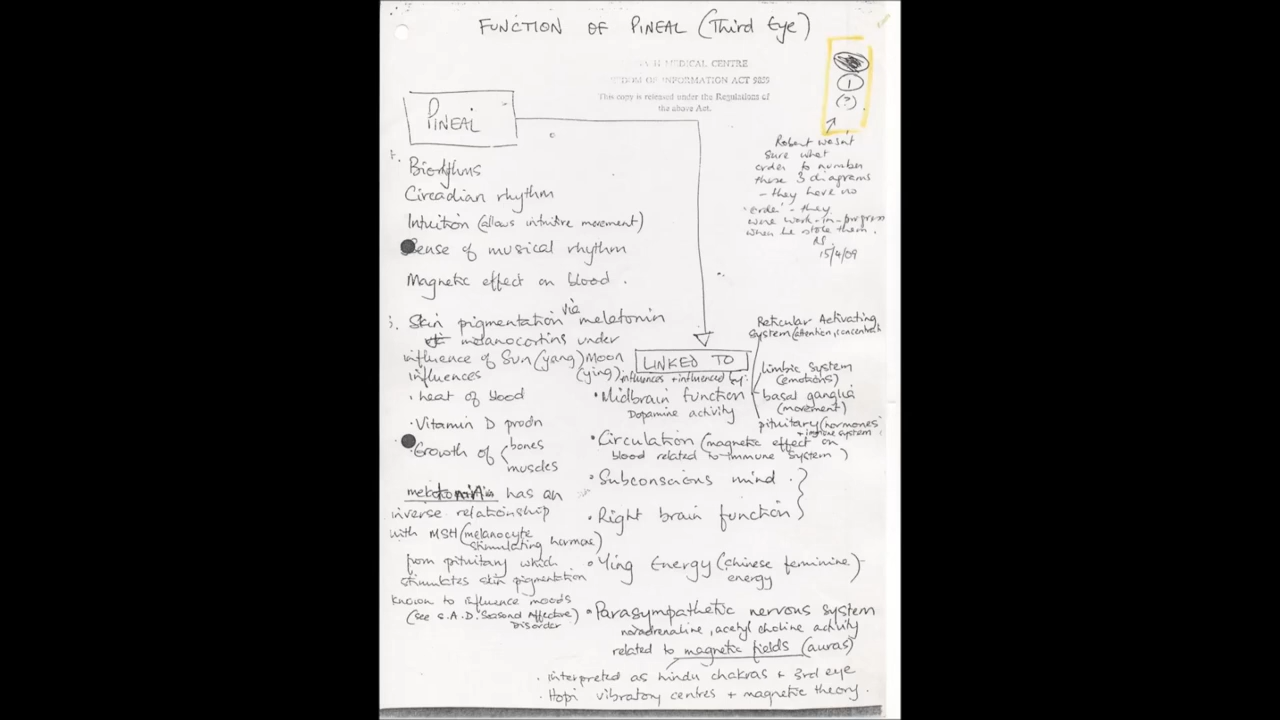 FUNCTION OF PINEAL (Third Eye)
MEDICAL CENTRE
OF INFORMATION ACT
This copy is released under the Regulations of
the above Act.
1
(?)
Robert wasn't
sure what
order to number
these 3 diagrams
- they have no
"order" - they
were work-in-progress
when he stole them.
RS
15/4/09
PINEAL
Biorhythms
Circadian rhythm
Intuition (allows intuitive movement)
Sense of musical rhythm
Magnetic effect on blood.
Skin pigmentation via melatonin
melanocortins under
influence of Sun (yang) Moon
(ying)
influences
• heat of blood
• Vitamin D prodn
• Growth of bones
muscles
melatonin has an
inverse relationship
with MSH (melanocyte
stimulating hormone)
from pituitary which
stimulates skin pigmentation
known to influence moods
(see S.A.D. Seasonal Affective
Disorder)
LINKED TO
influences + influenced by:
• Midbrain function
Dopamine activity
Reticular Activating
System (attention, concentration
limbic system
(emotions)
basal ganglia
(movement)
pituitary (hormones
+ immune system
• Circulation (magnetic effect on
blood related to immune system)
• Subconscious mind
• Right brain function
• Ying Energy (Chinese feminine)
energy
• Parasympathetic nervous system
noradrenaline, acetyl choline activity
related to magnetic fields (auras)
• interpreted as hindu chakras + 3rd eye
• Hopi vibratory centres + magnetic theory.